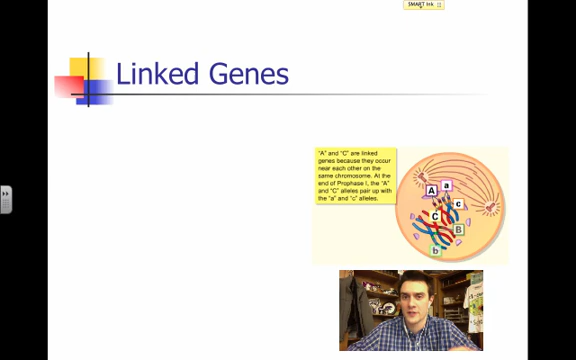 SMART Ink
Linked Genes
"A" and "C" are linked
genes because they occur
near each other on the
same chromosome. At the
end of Prophase I, the "A"
and "C" alleles pair up with
the "a" and "c" alleles.
A a
c
C
B
b